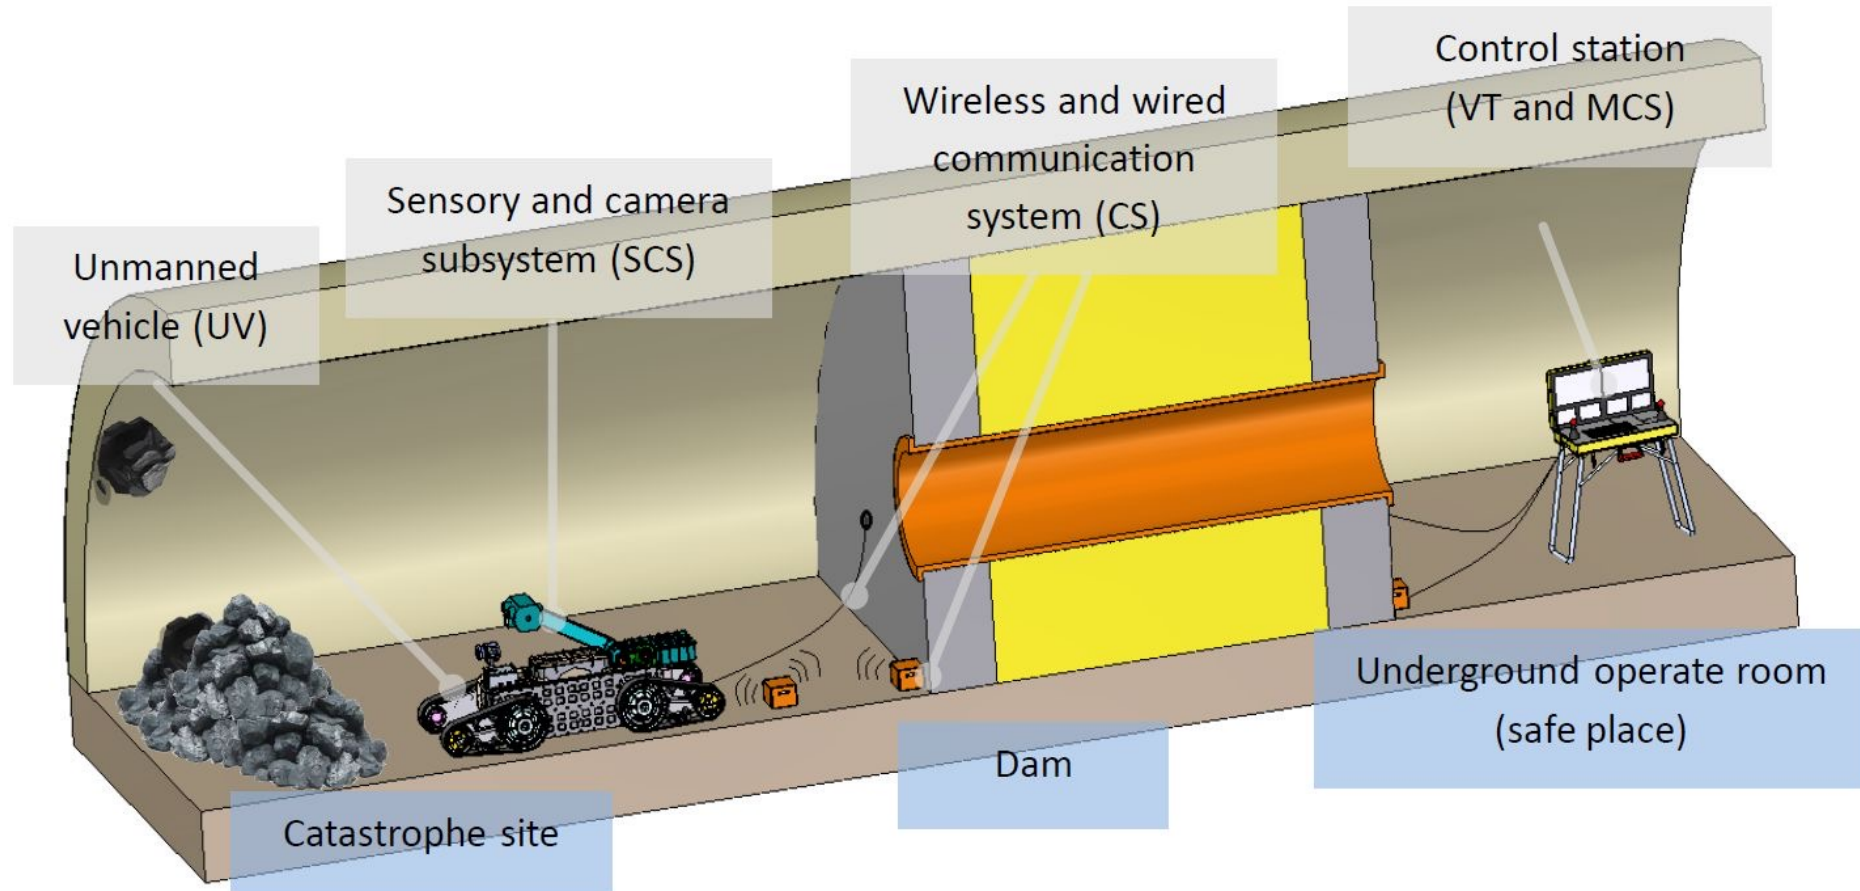 Unmanned
vehicle (UV)
Sensory and camera
subsystem (SCS)
Wireless and wired
communication
system (CS)
Control station
(VT and MCS)
Catastrophe site
Dam
Underground operate room
(safe place)